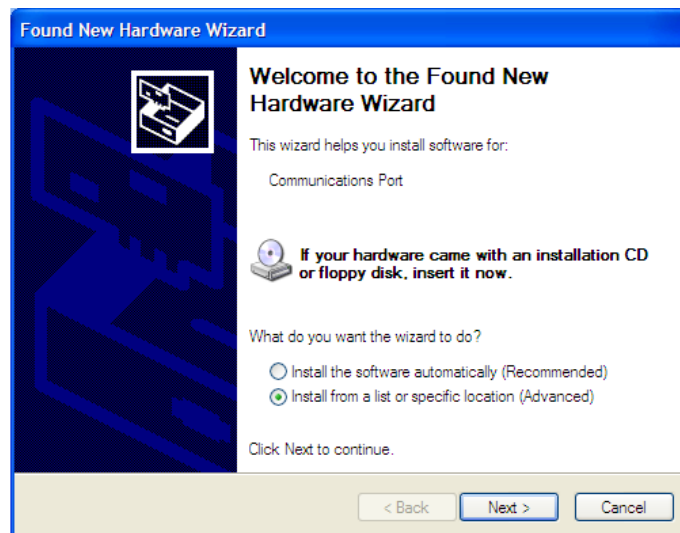 Found New Hardware Wizard
Welcome to the Found New
Hardware Wizard
This wizard helps you install software for:
Communications Port
If your hardware came with an installation CD
or floppy disk, insert it now.
What do you want the wizard to do?
Install the software automatically (Recommended)
Install from a list or specific location (Advanced)
Click Next to continue.
< Back
Next >
Cancel